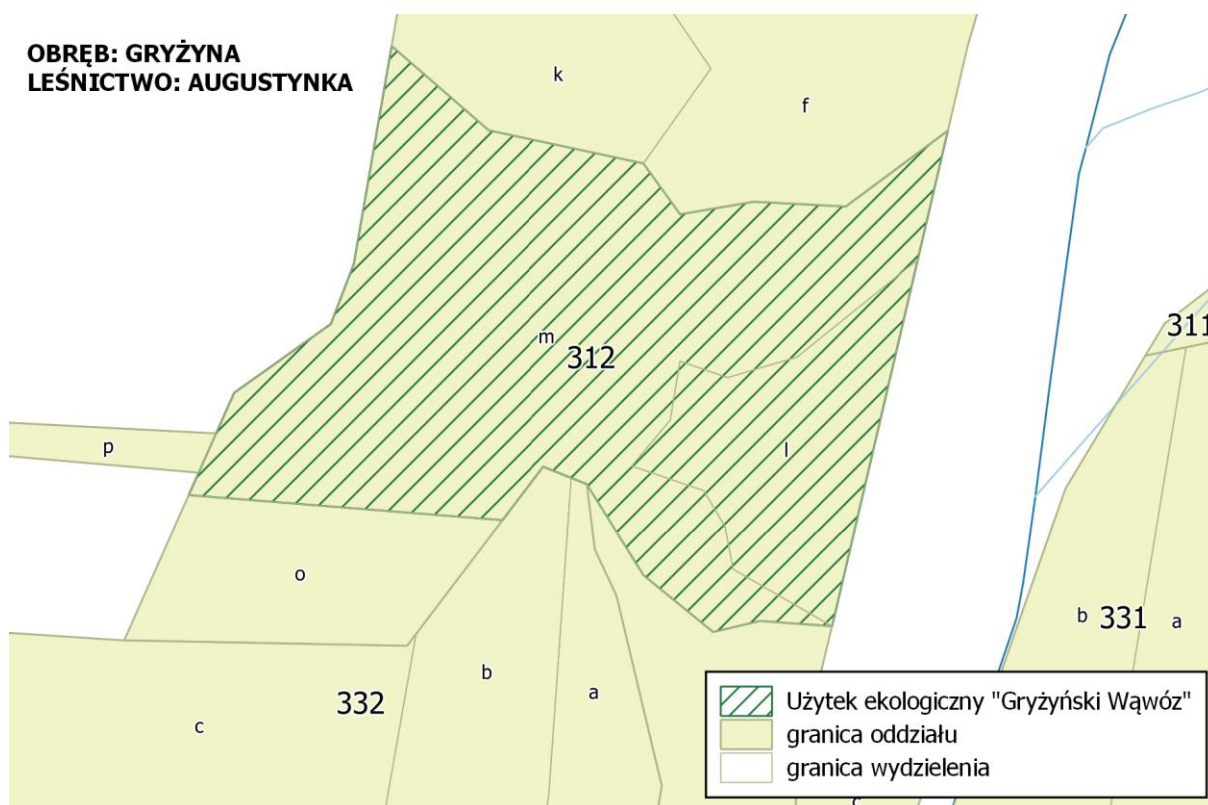 OBRĘB: GRYŻYNA
LEŚNICTWO: AUGUSTYNKA
k
f
311
m
312
p
l
o
b
331
a
b
a
332
c
Użytek ekologiczny "Gryżyński Wąwóz"
granica oddziału
granica wydzielenia